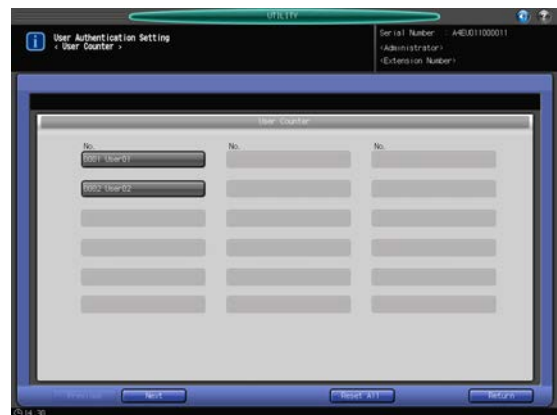 UTILITY
User Authentication Setting
< User Counter >
Serial Number : A4EU011000011
<Administrator>
<Extension Number>
User Counter
No. No. No.
0001 User01
0002 User02
Previous Next Reset All Return
14:30